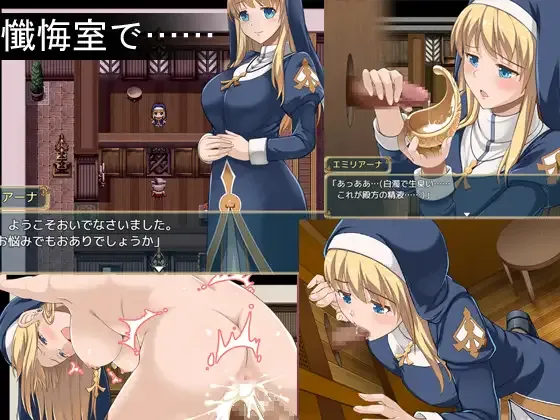 懺悔室で……
エミリアーナ
「あっああ…(白濁で生臭い……
これが殿方の精液……)」
アーナ
ようこそおいでなさいました。
お悩みでもおありでしょうか」